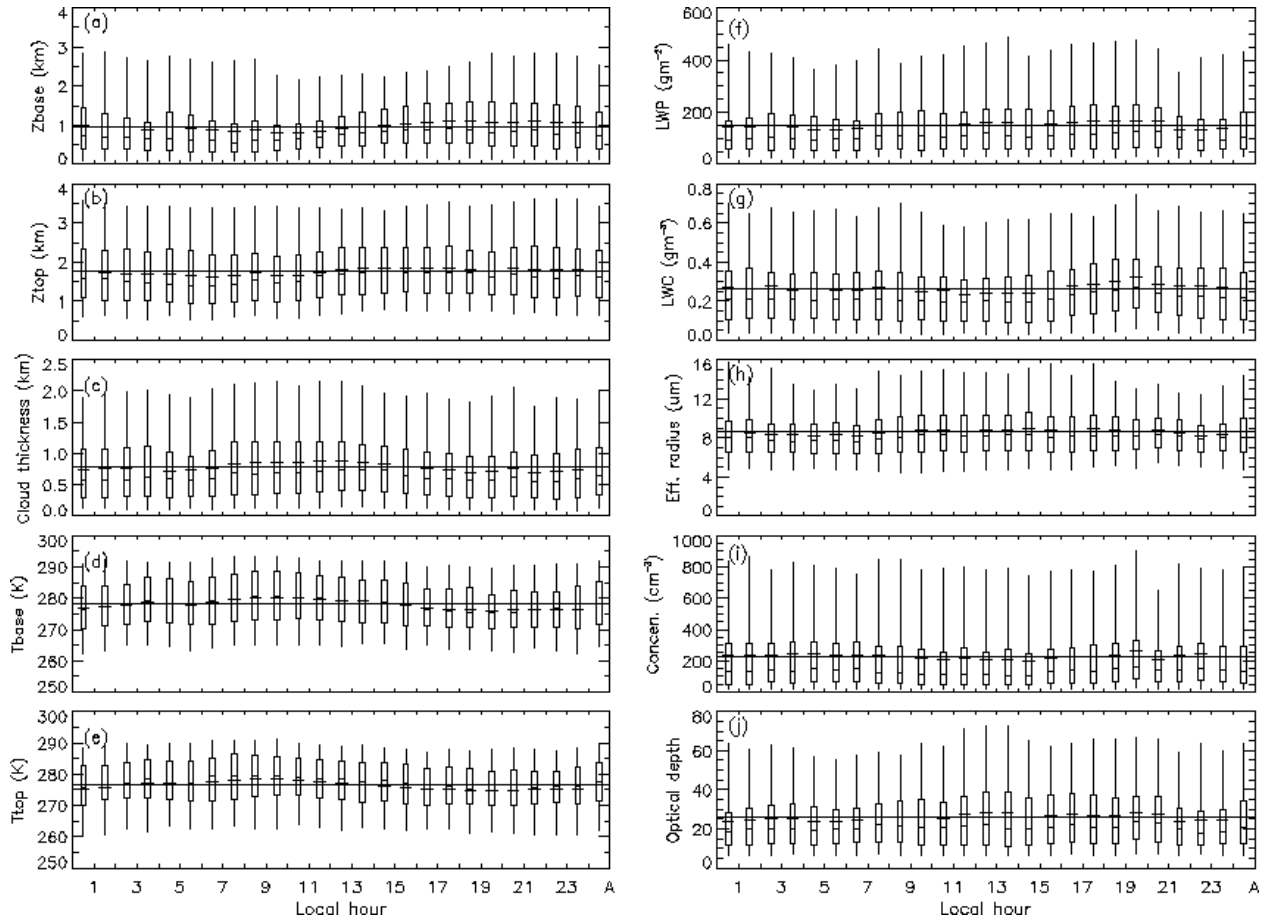 (a)
Zbase (km)
4
3
2
1
0
(b)
Ztop (km)
4
3
2
1
0
(c)
Cloud thickness (km)
2.5
2.0
1.5
1.0
0.5
0.0
(d)
Tbase (K)
300
290
280
270
260
250
(e)
Ttop (K)
300
290
280
270
260
250
1 3 5 7 9 11 13 15 17 19 21 23 A
Local hour
(f)
LWP (gm⁻²)
600
400
200
0
(g)
LWC (gm⁻³)
0.8
0.6
0.4
0.2
0.0
(h)
Eff. radius (um)
16
12
8
4
0
(i)
Concen. (cm⁻³)
1000
800
600
400
200
0
(j)
Optical depth
80
60
40
20
0
1 3 5 7 9 11 13 15 17 19 21 23 A
Local hour